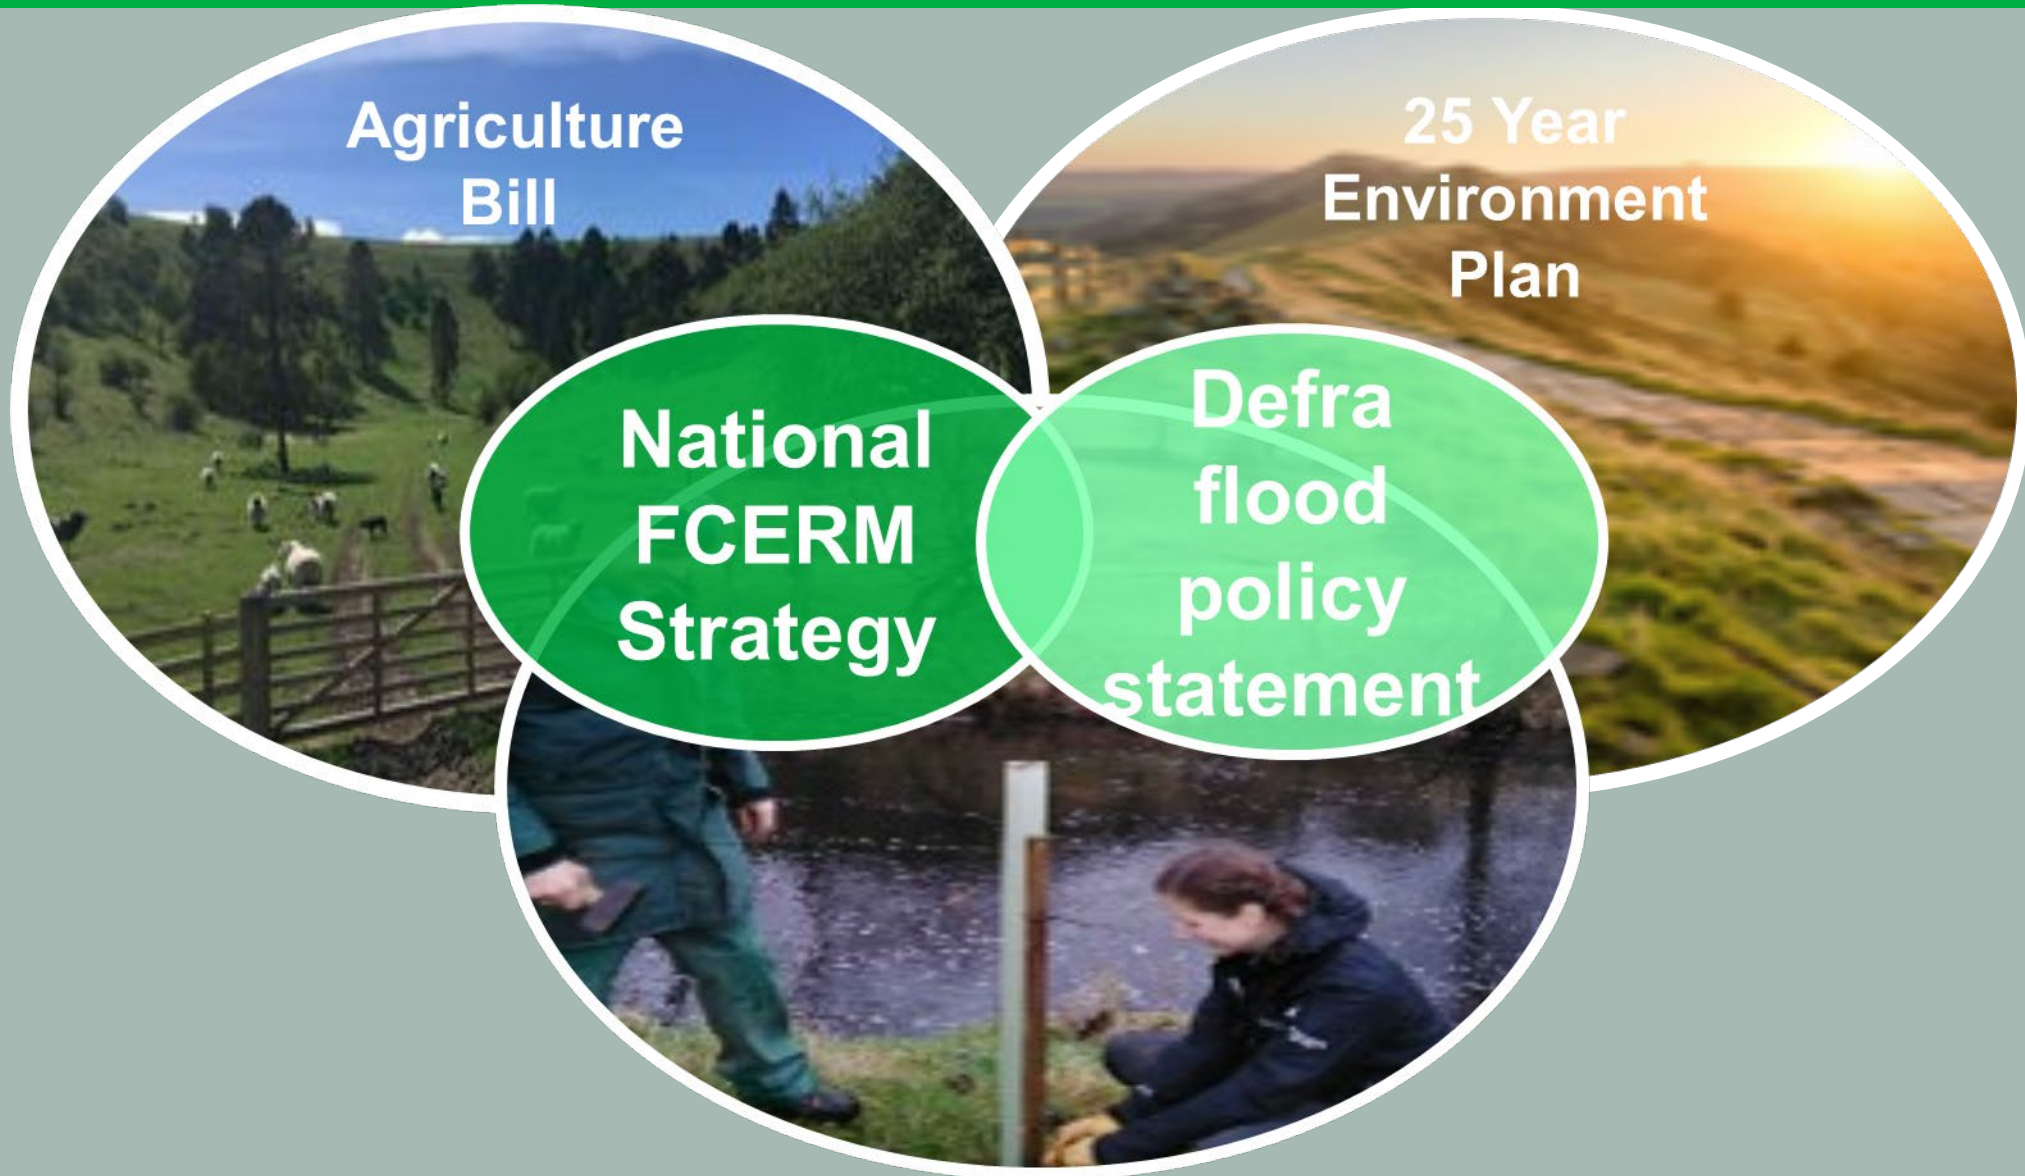 Agriculture
Bill
25 Year
Environment
Plan
National
FCERM
Strategy
Defra
flood
policy
statement